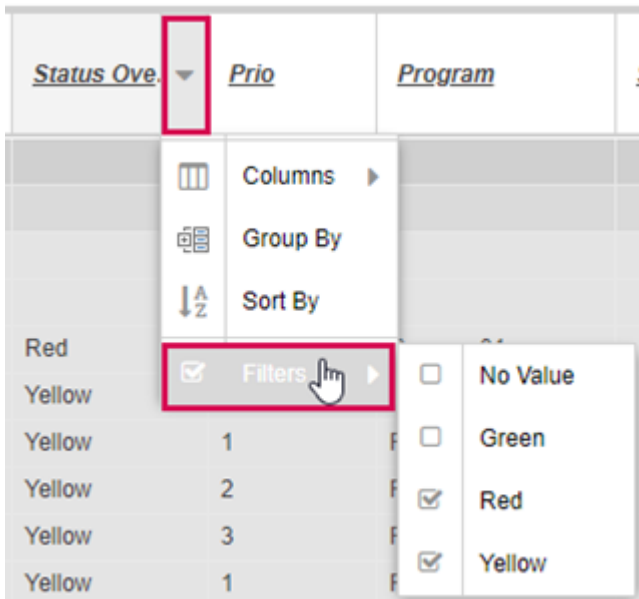 Status Ove. Prio Program
Columns
Group By
Sort By
Red
Filters
Yellow
No Value
Yellow 1
Green
Yellow 2
Red
Yellow 3
Yellow
Yellow 1